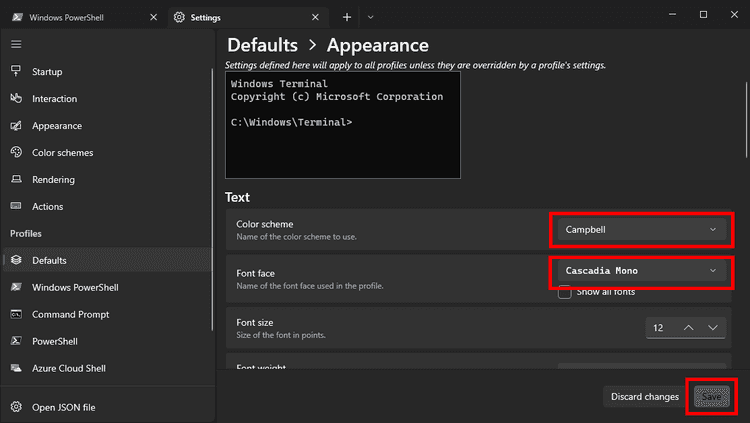 Windows PowerShell
Settings
Defaults > Appearance
Settings defined here will apply to all profiles unless they are overridden by a profile's settings.
Windows Terminal
Copyright (c) Microsoft Corporation
C:\Windows\Terminal>
Startup
Interaction
Appearance
Color schemes
Rendering
Actions
Profiles
Defaults
Windows PowerShell
Command Prompt
PowerShell
Azure Cloud Shell
Open JSON file
Text
Color scheme
Name of the color scheme to use.
Campbell
Font face
Name of the font face used in the profile.
Cascadia Mono
Show all fonts
Font size
Size of the font in points.
12
Font weight
Discard changes
Save